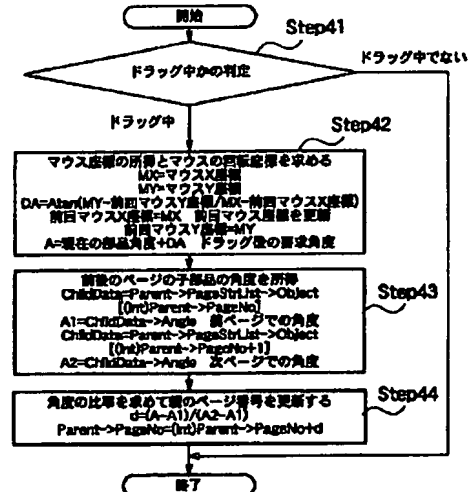 開始
Step41
ドラッグ中かの判定
ドラッグ中でない
ドラッグ中
Step42
マウス座標の所得とマウスの回転座標を求める
MX=マウスX座標
MY=マウスY座標
DA=Atan(MY-前回マウスY座標/MX-前回マウスX座標)
前回マウスX座標=MX 前回マウス座標を更新
前回マウスY座標=MY
A=現在の部品角度+DA ドラッグ後の要求角度
Step43
前後のページの子部品の角度を所得
ChildData=Parent->PageStrList->Object
[(Int)Parent->PageNo]
A1=ChildData->Angle 前ページでの角度
ChildData=Parent->PageStrList->Object
[(Int)Parent->PageNo+1]
A2=ChildData->Angle 次ページでの角度
Step44
角度の比率を求めて親のページ番号を更新する
d=(A-A1)/(A2-A1)
Parent->PageNo=(Int)Parent->PageNo+d
終了